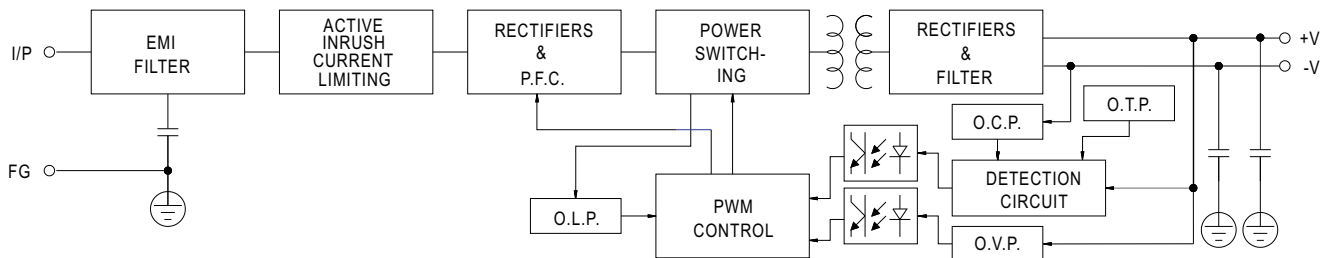 I/P
EMI
FILTER
ACTIVE
INRUSH
CURRENT
LIMITING
RECTIFIERS
&
P.F.C.
POWER
SWITCH-
ING
RECTIFIERS
&
FILTER
+V
-V
O.C.P.
O.T.P.
FG
DETECTION
CIRCUIT
O.L.P.
PWM
CONTROL
O.V.P.